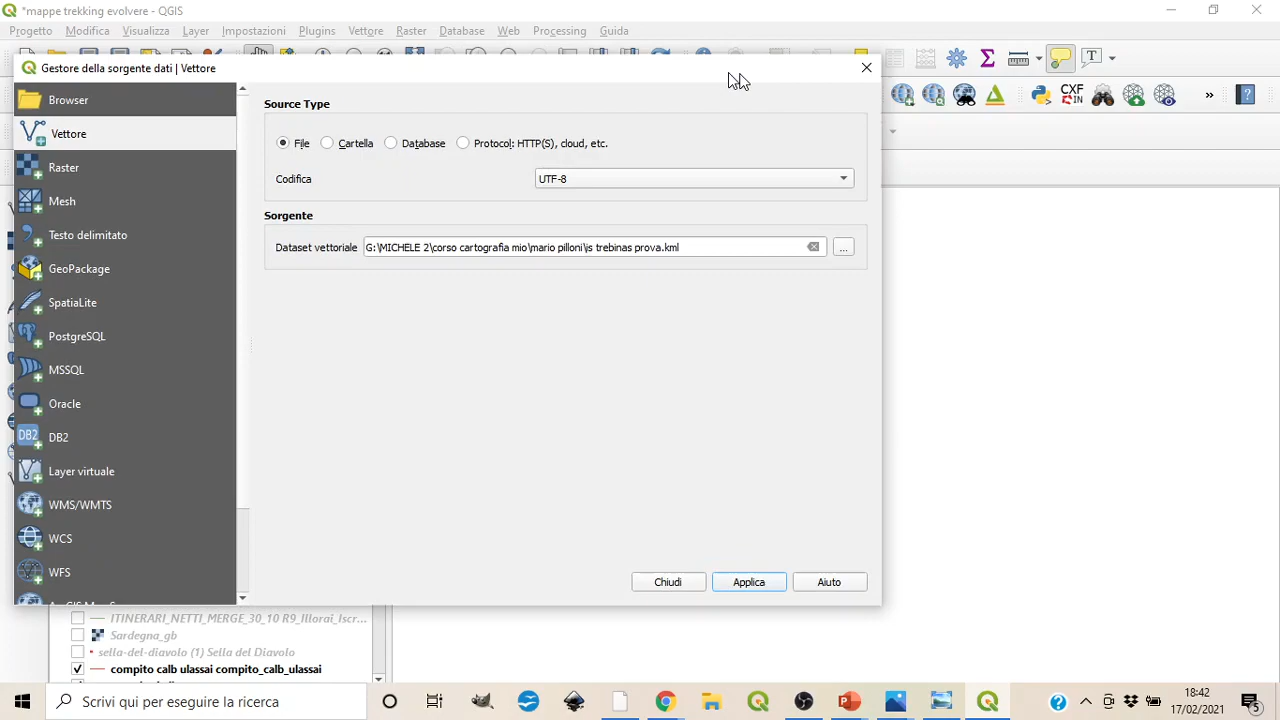 *mappe trekking evolvere - QGIS
Progetto Modifica Visualizza Layer Impostazioni Plugins Vettore Raster Database Web Processing Guida
Gestore della sorgente dati | Vettore
Browser
Vettore
Raster
Mesh
Testo delimitato
GeoPackage
SpatiaLite
PostgreSQL
MSSQL
Oracle
DB2
Layer virtuale
WMS/WMTS
WCS
WFS
Source Type
File Cartella Database Protocol: HTTP(S), cloud, etc.
Codifica UTF-8
Sorgente
Dataset vettoriale G:\MICHELE 2\corso cartografia mio\mario pilloni\is trebinas prova.kml ...
Chiudi Applica Aiuto
CXF
IN
ITINERARI_NETTI_MERGE_30_10 R9_Illorai_Iscr...
Sardegna_gb
sella-del-diavolo (1) Sella del Diavolo
compito calb ulassai compito_calb_ulassai
Scrivi qui per eseguire la ricerca
18:42
17/02/2021
5